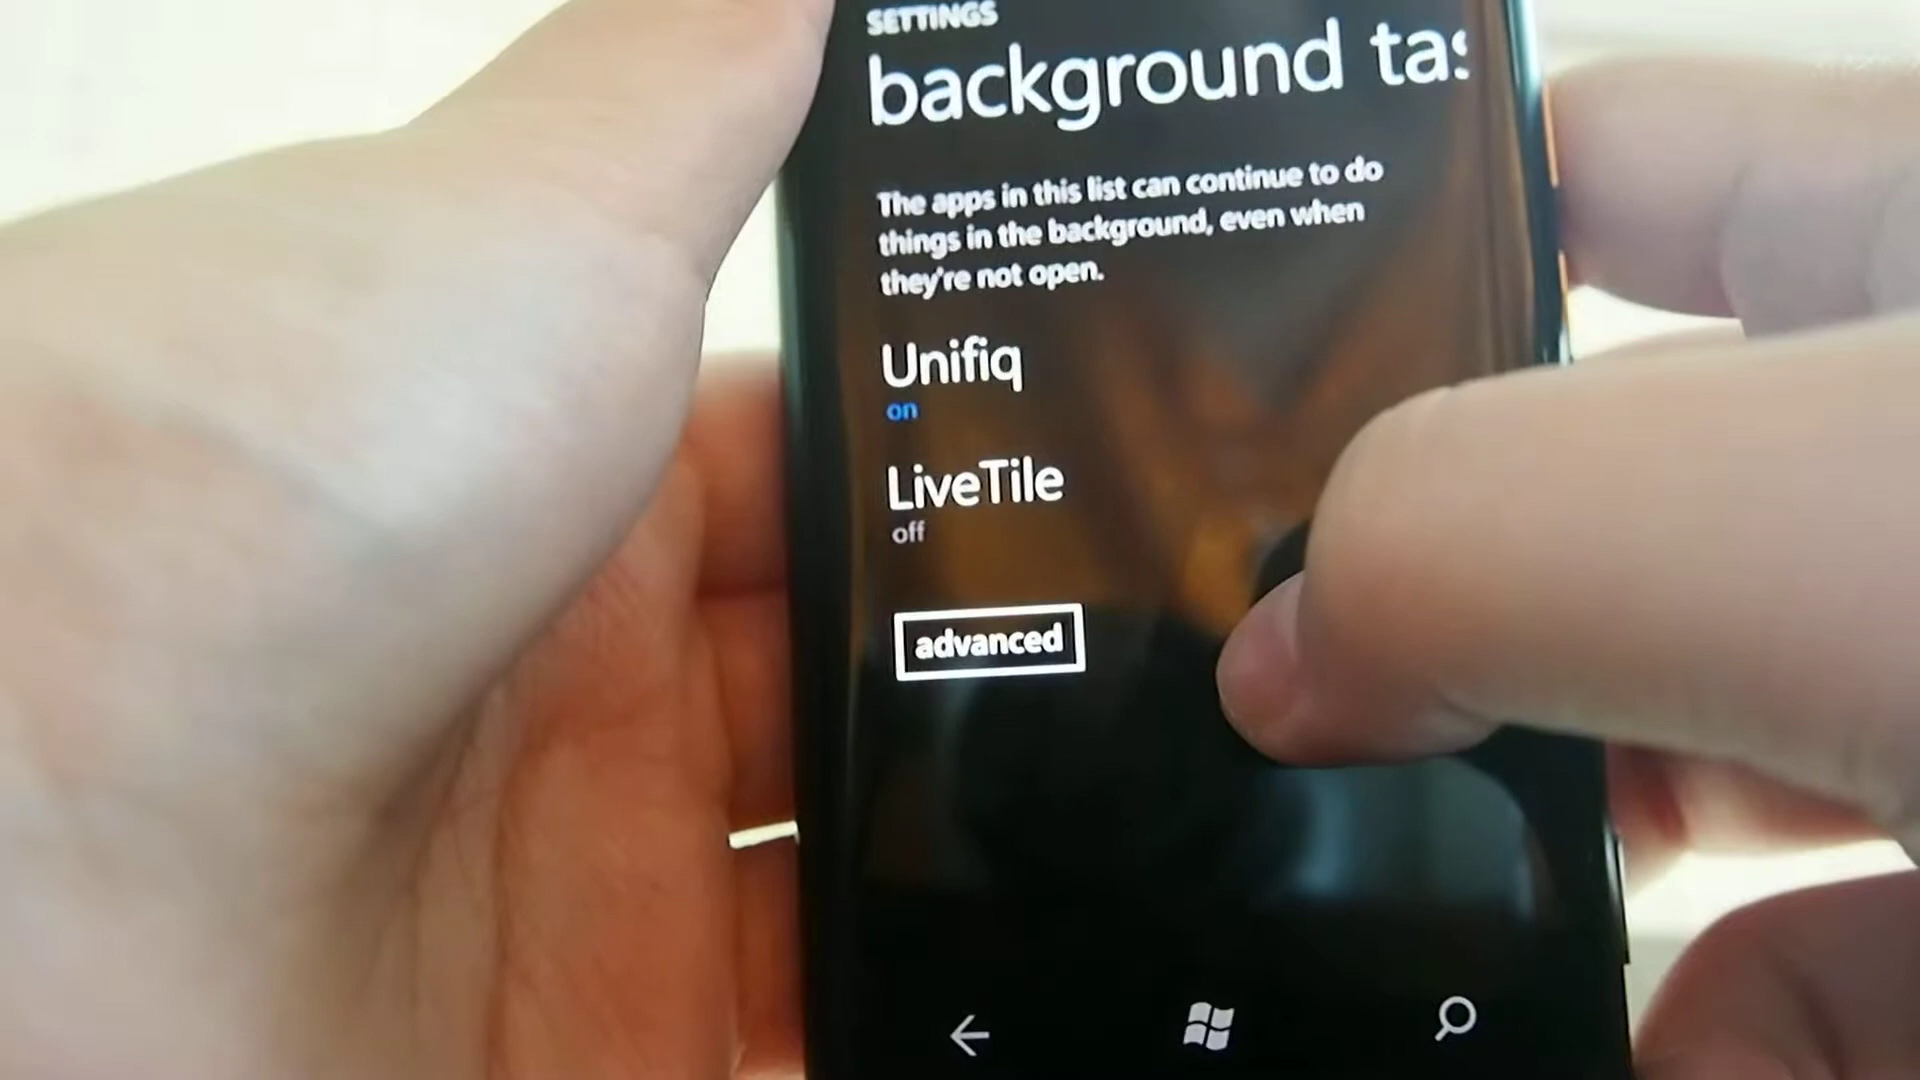 SETTINGS
background tas
The apps in this list can continue to do
things in the background, even when
they're not open.
Unifiq
on
LiveTile
off
advanced